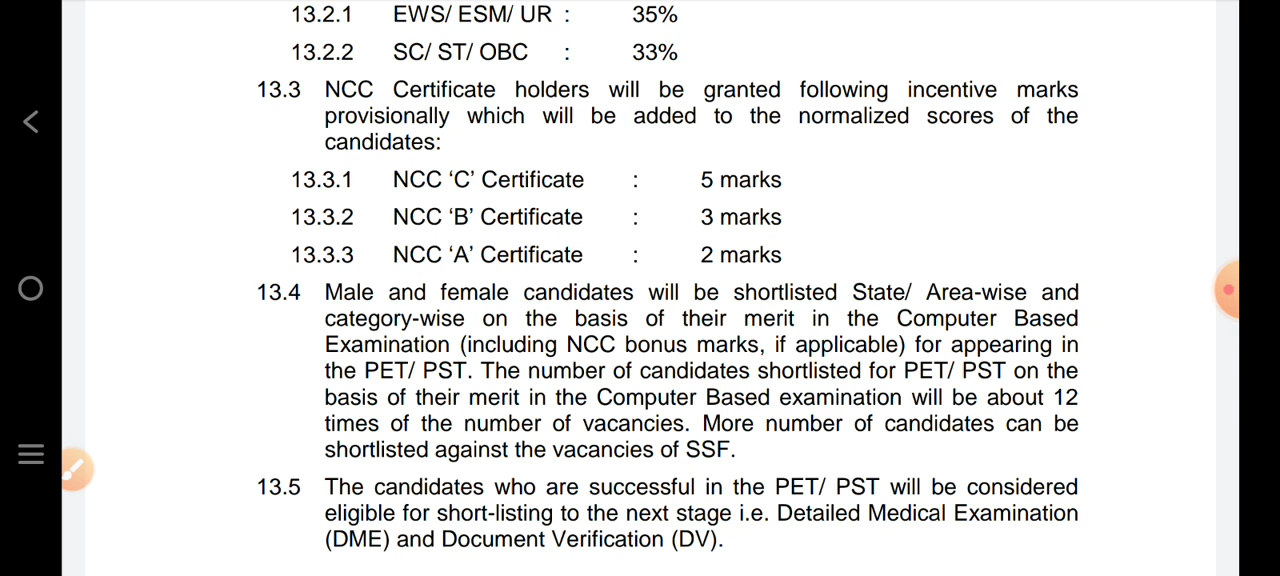 13.2.1 EWS/ ESM/ UR : 35%
13.2.2 SC/ ST/ OBC : 33%
13.3 NCC Certificate holders will be granted following incentive marks
provisionally which will be added to the normalized scores of the
candidates:
13.3.1 NCC ‘C’ Certificate : 5 marks
13.3.2 NCC ‘B’ Certificate : 3 marks
13.3.3 NCC ‘A’ Certificate : 2 marks
13.4 Male and female candidates will be shortlisted State/ Area-wise and
category-wise on the basis of their merit in the Computer Based
Examination (including NCC bonus marks, if applicable) for appearing in
the PET/ PST. The number of candidates shortlisted for PET/ PST on the
basis of their merit in the Computer Based examination will be about 12
times of the number of vacancies. More number of candidates can be
shortlisted against the vacancies of SSF.
13.5 The candidates who are successful in the PET/ PST will be considered
eligible for short-listing to the next stage i.e. Detailed Medical Examination
(DME) and Document Verification (DV).